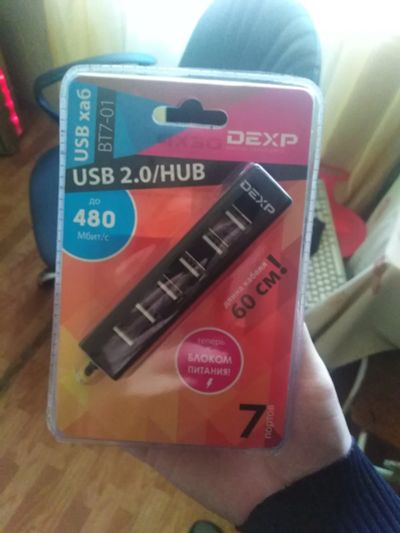 USB хаб
BT7-01
DEXP
USB 2.0/HUB
до
480
Мбит/с
DEXP
длина кабеля
60 см!
теперь
БЛОКОМ
ПИТАНИЯ!
7
портов